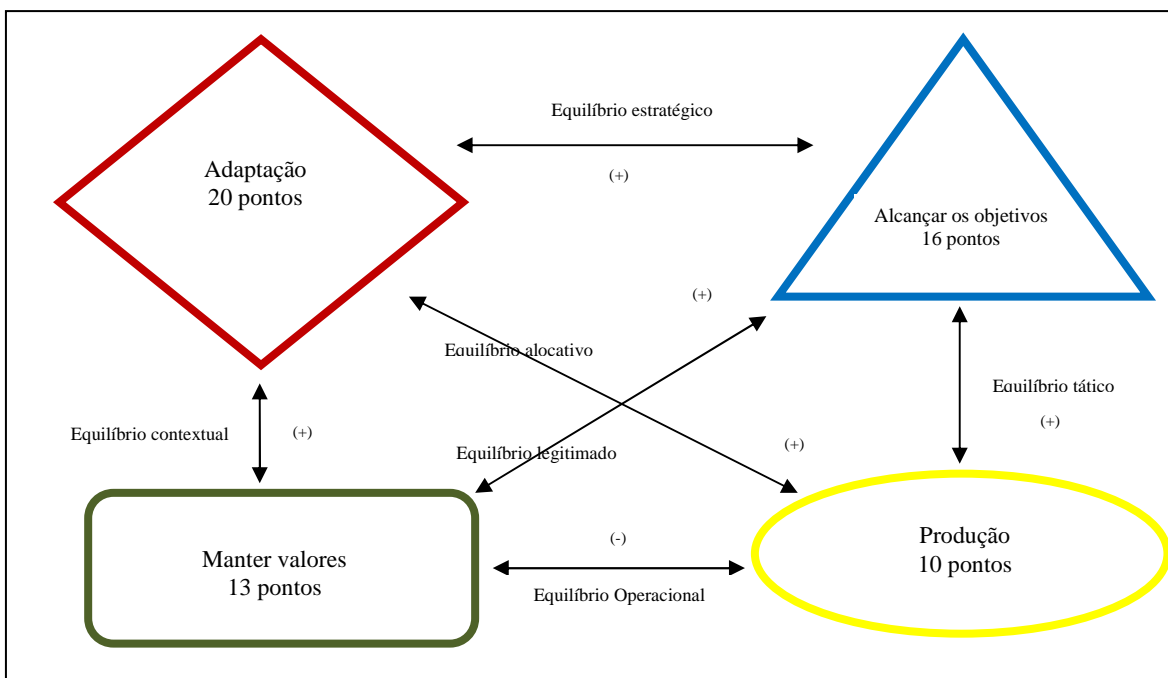 Equilíbrio estratégico
(+)
Adaptação
20 pontos
Alcançar os objetivos
16 pontos
(+)
Equilíbrio alocativo
Equilíbrio tático
(+)
Equilíbrio contextual
(+)
Equilíbrio legitimado
(+)
Manter valores
13 pontos
(-)
Equilíbrio Operacional
Produção
10 pontos